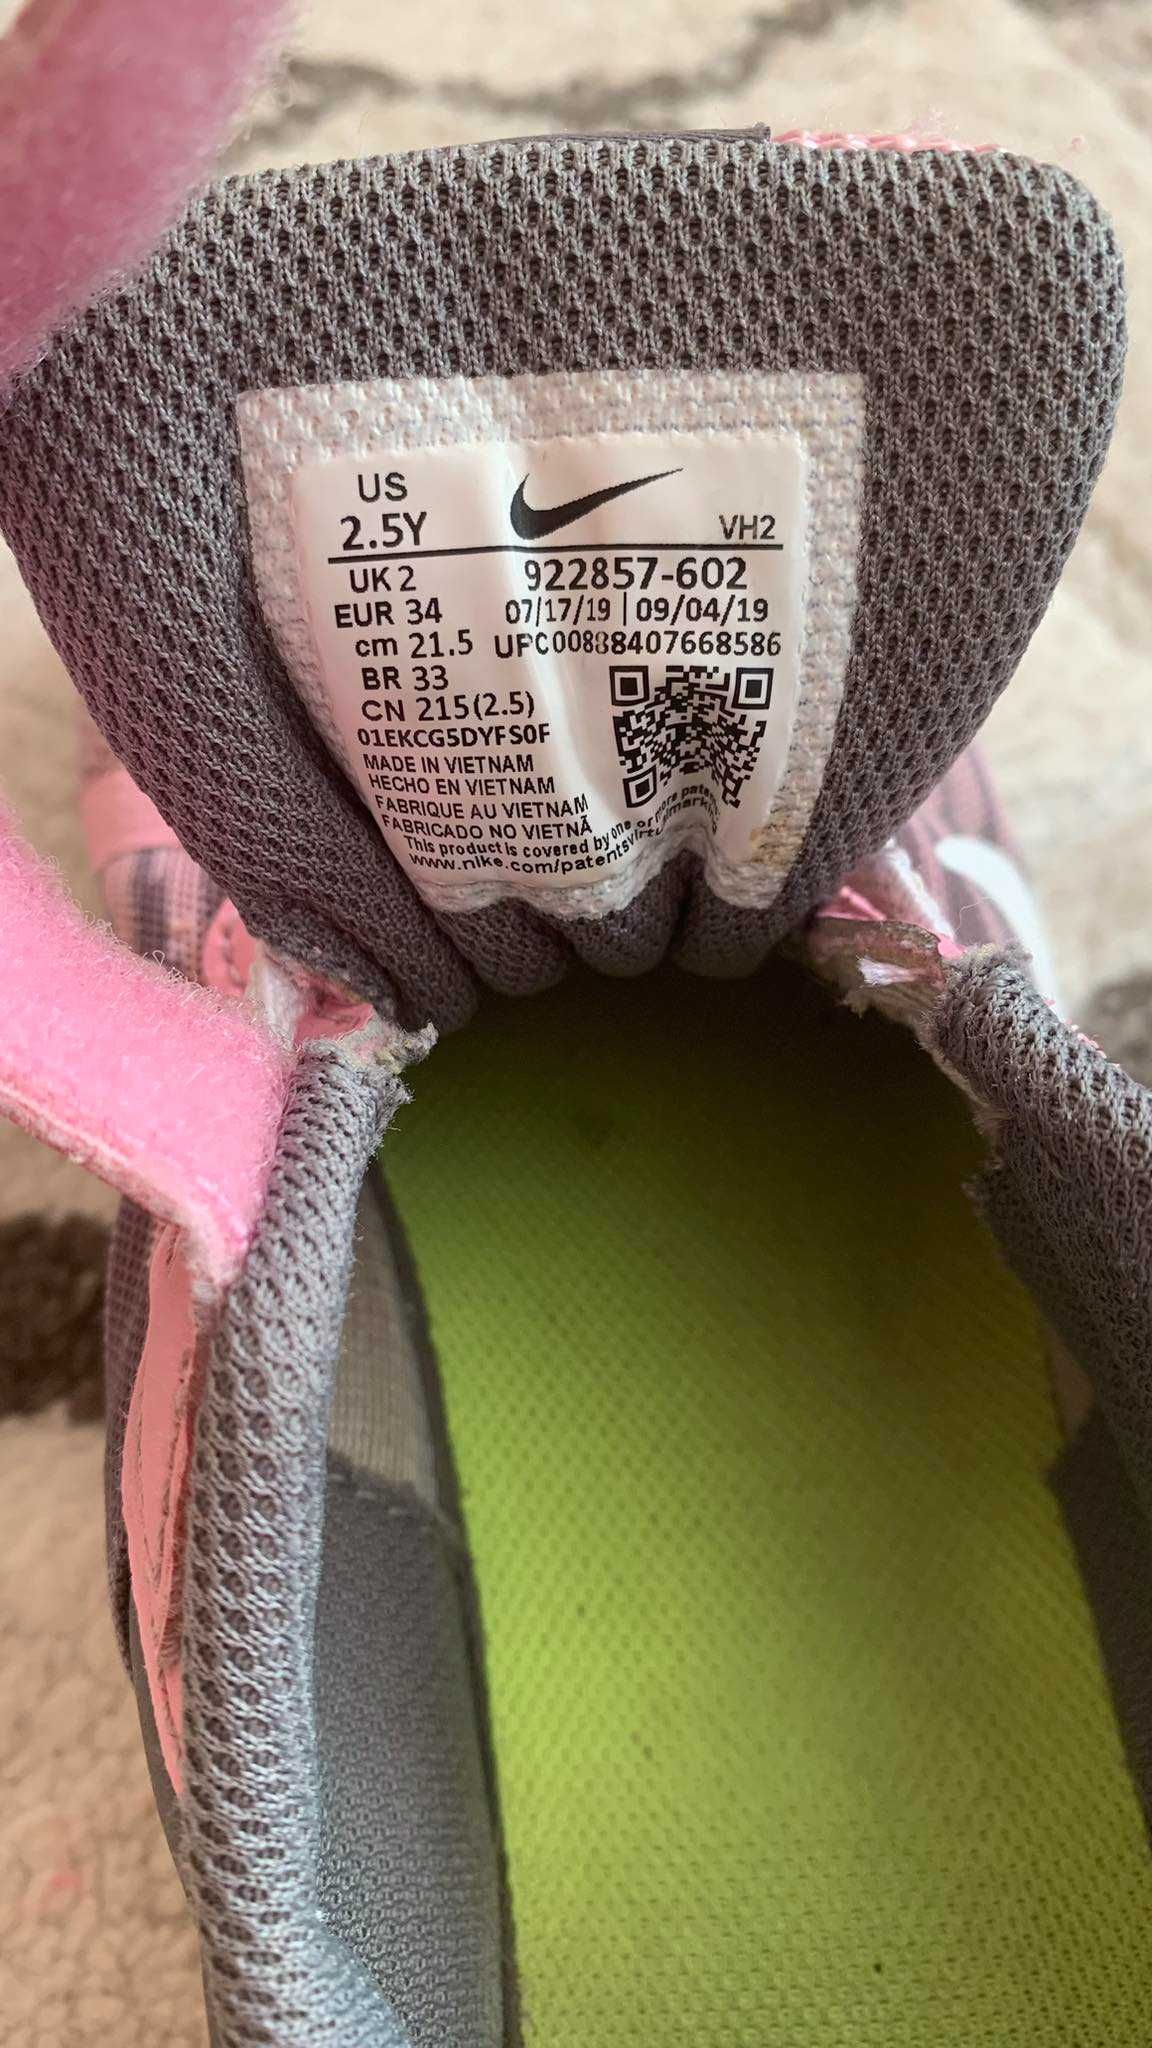 US
2.5Y VH2
UK 2 922857-602
EUR 34 07/17/19 | 09/04/19
cm 21.5 UPC00888407668586
BR 33
CN 215(2.5)
01EKCG5DYFS0F
MADE IN VIETNAM
HECHO EN VIETNAM
FABRIQUE AU VIETNAM
FABRICADO NO VIETNÃ
This product is covered by one or more patents
www.nike.com/patentsvirtualmarking